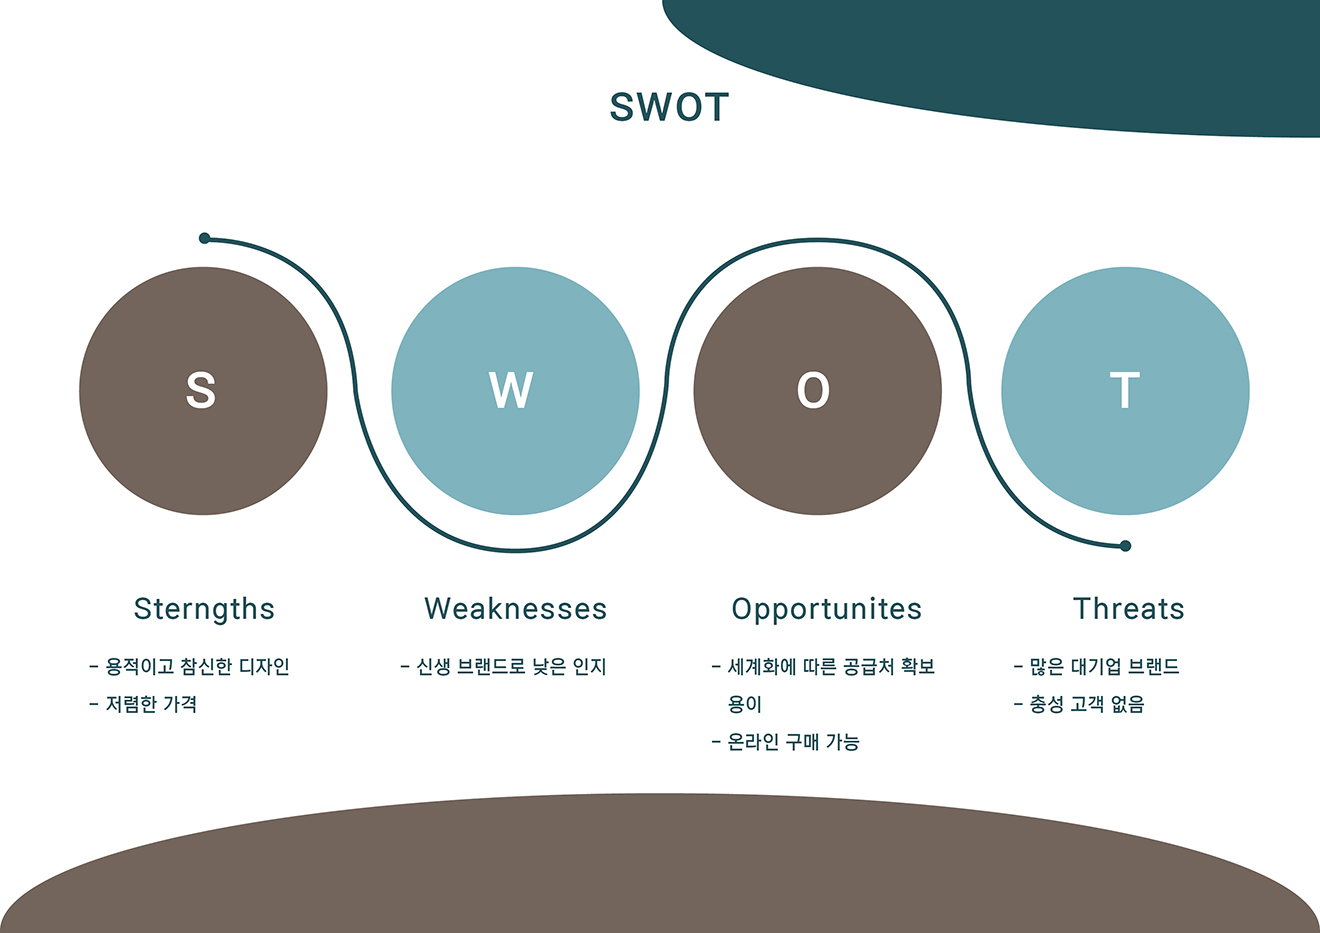 SWOT
S
W
O
T
Sterngths
- 용적이고 참신한 디자인
- 저렴한 가격
Weaknesses
- 신생 브랜드로 낮은 인지
Opportunites
- 세계화에 따른 공급처 확보
용이
- 온라인 구매 가능
Threats
- 많은 대기업 브랜드
- 충성 고객 없음